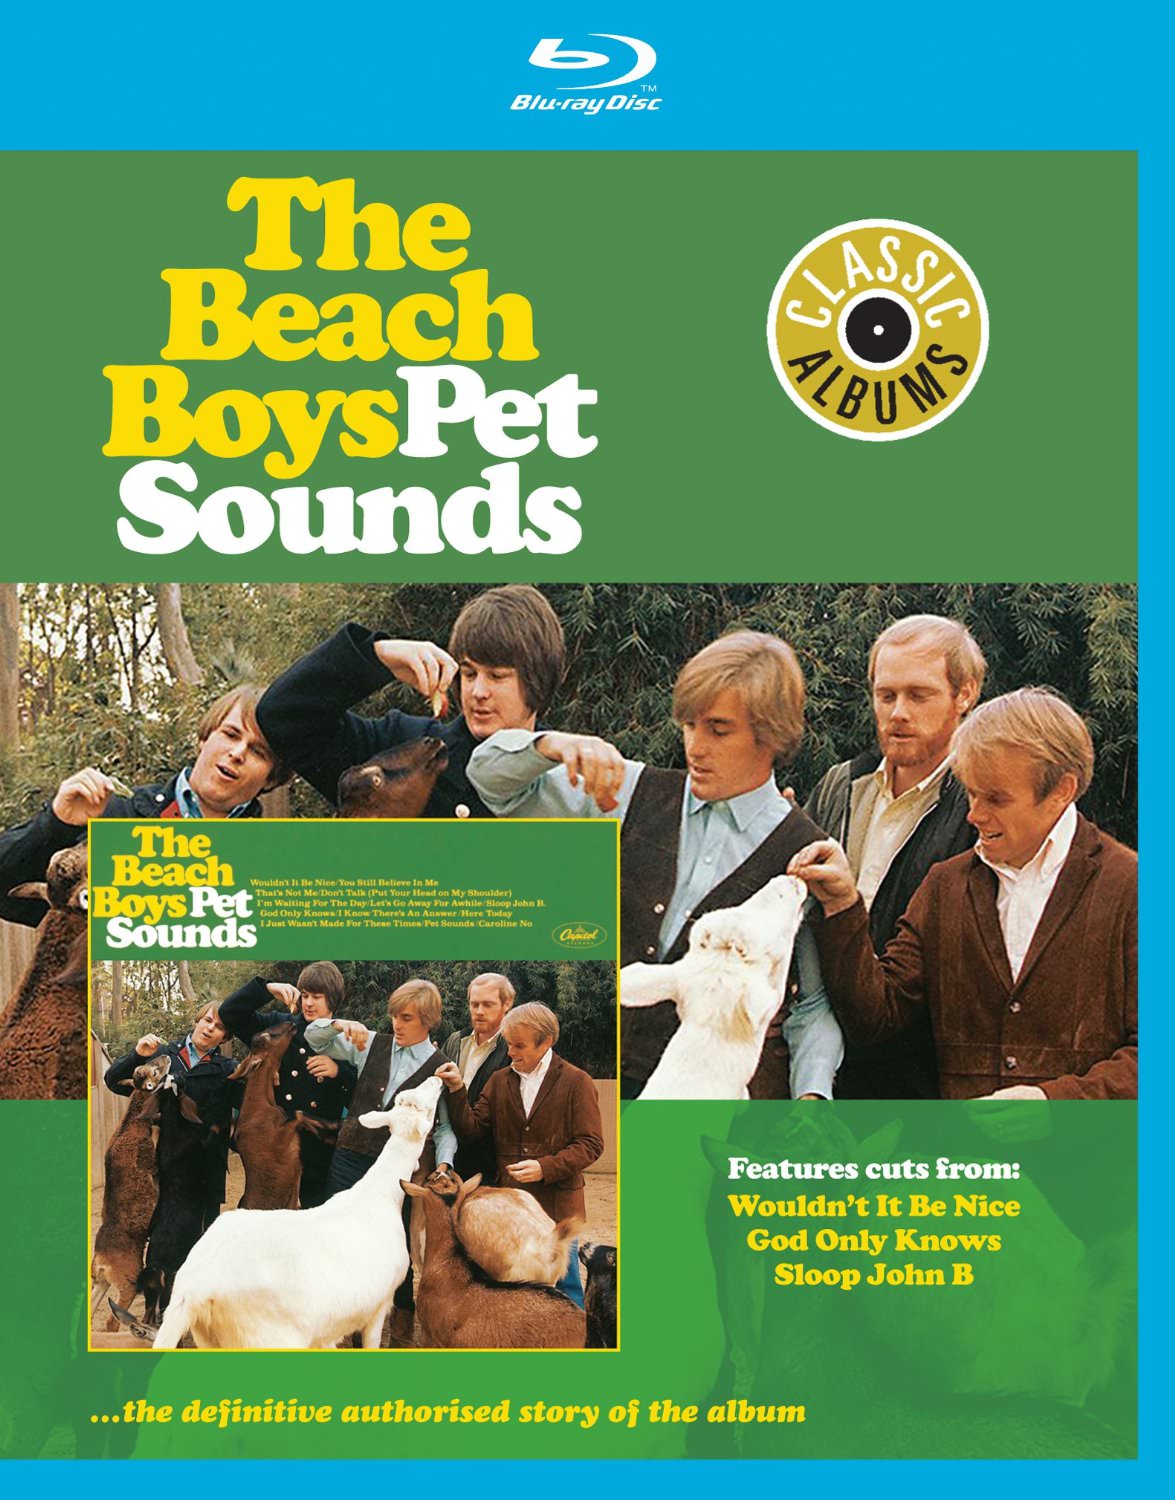 Blu-ray Disc
TM
The
Beach
BoysPet
Sounds
CLASSIC
ALBUMS
The
Beach
BoysPet
Sounds
Wouldn't It Be Nice/You Still Believe in Me
That's Not Me/Don't Talk (Put Your Head on My Shoulder)
I'm Waiting For The Day/Let's Go Away For Awhile/Sloop John B.
God Only Knows/I Know There's An Answer/Here Today
I Just Wasn't Made For These Times/Pet Sounds/Caroline No
Capitol
Features cuts from:
Wouldn't It Be Nice
God Only Knows
Sloop John B
...the definitive authorised story of the album